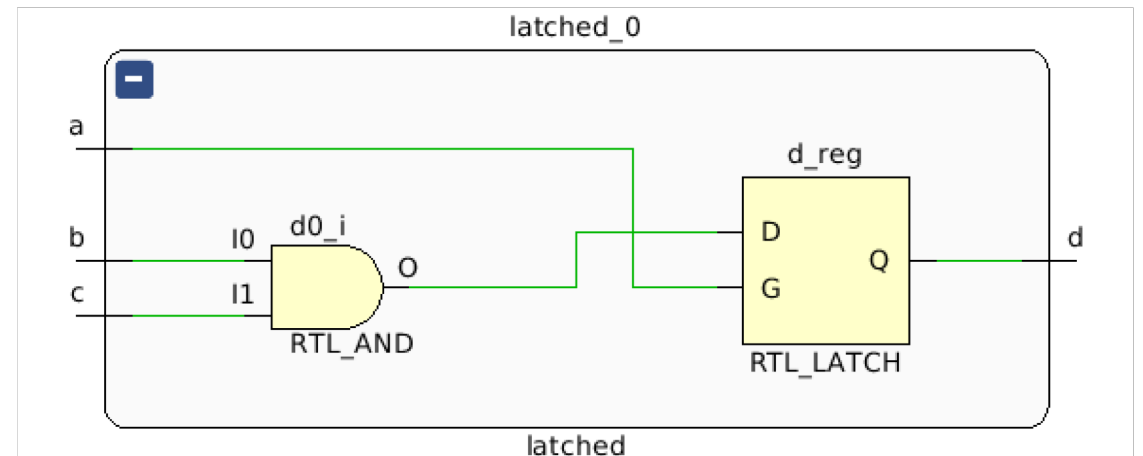 latched_0
a
d_reg
b
I0
d0_i
D
d
O
Q
c
I1
G
RTL_AND
RTL_LATCH
latched